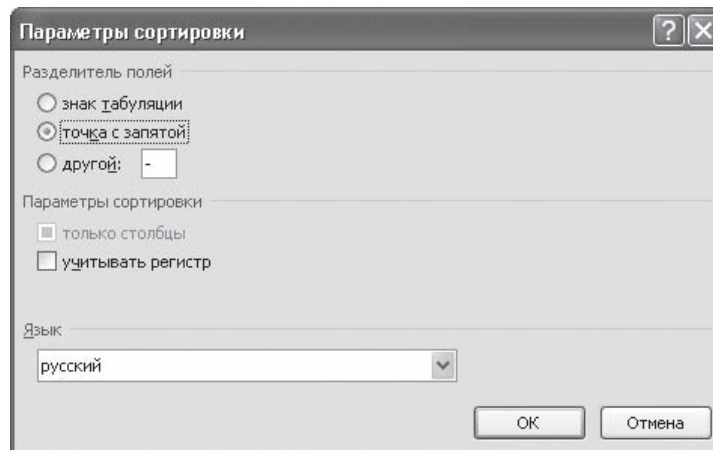 Параметры сортировки
Разделитель полей
знак табуляции
точка с запятой
другой: -
Параметры сортировки
только столбцы
учитывать регистр
Язык
русский
ОК Отмена